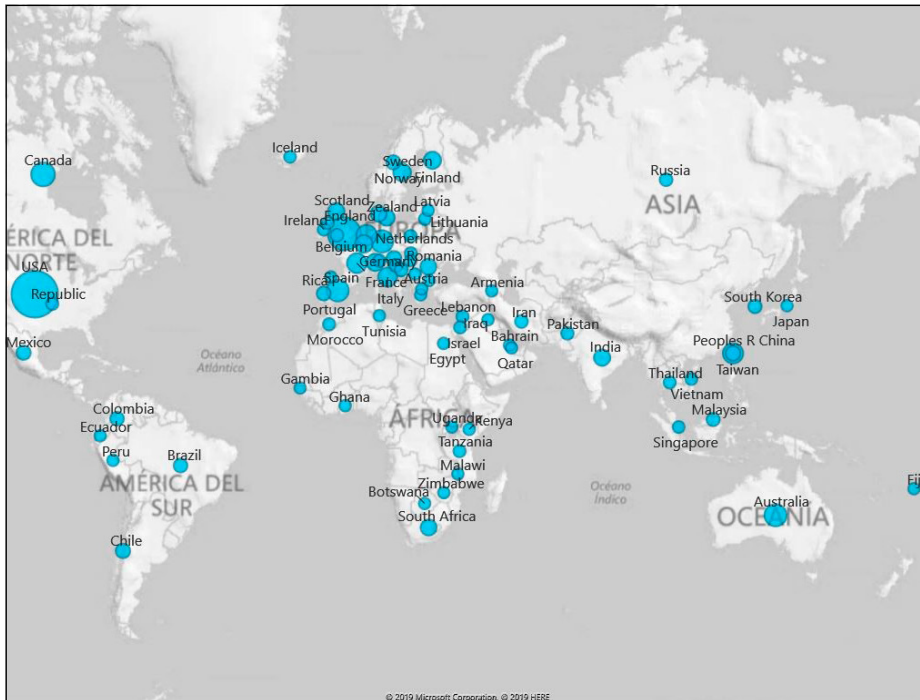 Iceland
Canada
Sweden
Norway
Finland
Russia
ASIA
Scotland
Zealand
Latvia
Ireland
England
Lithuania
ÉRICA DEL
NORTE
Belgium
Netherlands
USA
Germany
Romania
Republic
Rica
Spain
France
Austria
Armenia
Italy
Portugal
Greece
Lebanon
Iraq
Iran
South Korea
Japan
Morocco
Tunisia
Israel
Bahrain
Pakistan
Mexico
Océano
Atlántico
Egypt
Qatar
India
Peoples R China
Taiwan
Gambia
Thailand
Vietnam
Colombia
Ghana
ÁFRICA
Uganda
Kenya
Malaysia
Ecuador
Tanzania
Singapore
Peru
Brazil
Malawi
AMÉRICA DEL
SUR
Zimbabwe
Océano
Índico
Botswana
Fiji
South Africa
Australia
OCEANÍA
Chile
© 2019 Microsoft Corporation, © 2019 HERE